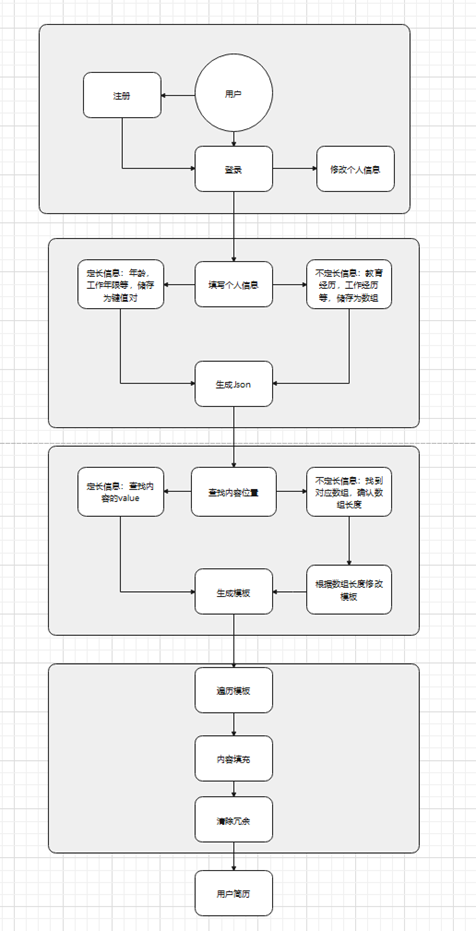 用户
注册
登录
修改个人信息
定长信息：年龄，
工作年限等，储存
为键值对
填写个人信息
不定长信息：教育
经历，工作经历
等，储存为数组
生成Json
定长信息：查找内
容的value
查找内容位置
不定长信息：找到
对应数组，确认数
组长度
生成模板
根据数组长度修改
模板
遍历模板
内容填充
清除冗余
用户简历